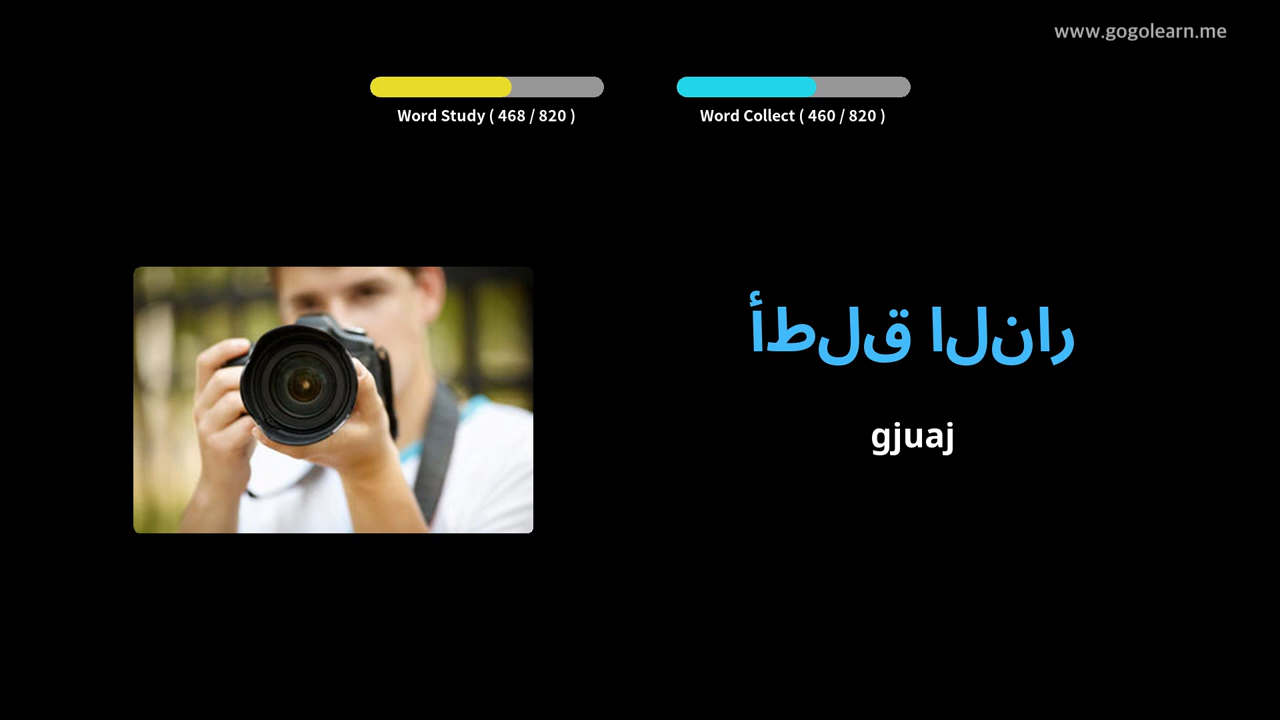 www.gogolearn.me
Word Study ( 468 / 820 )
Word Collect ( 460 / 820 )
أطلق النار
gjuaj